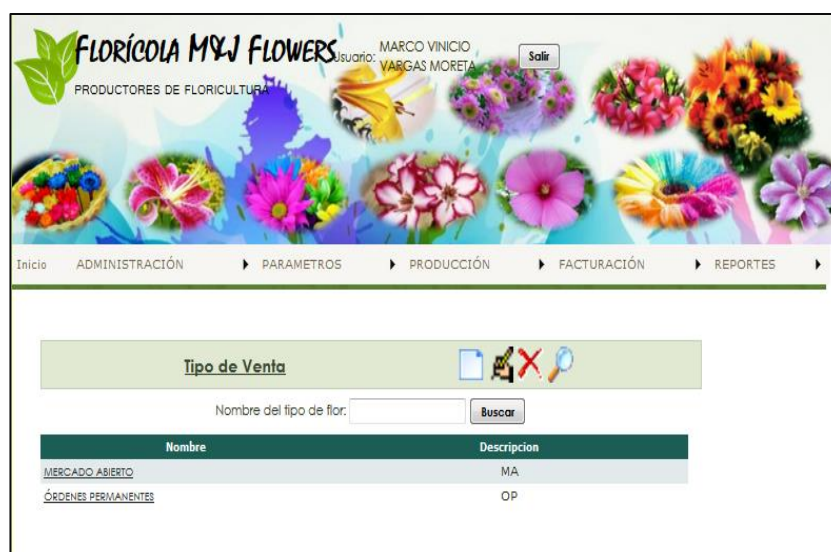 FLORÍCOLA M&J FLOWERS
Usuario: MARCO VINICIO
VARGAS MORETA
Salir
PRODUCTORES DE FLORICULTURA
Inicio ADMINISTRACIÓN PARAMETROS PRODUCCIÓN FACTURACIÓN REPORTES
Tipo de Venta
Nombre del tipo de flor: Buscar
Nombre Descripcion
MERCADO ABIERTO MA
ÓRDENES PERMANENTES OP